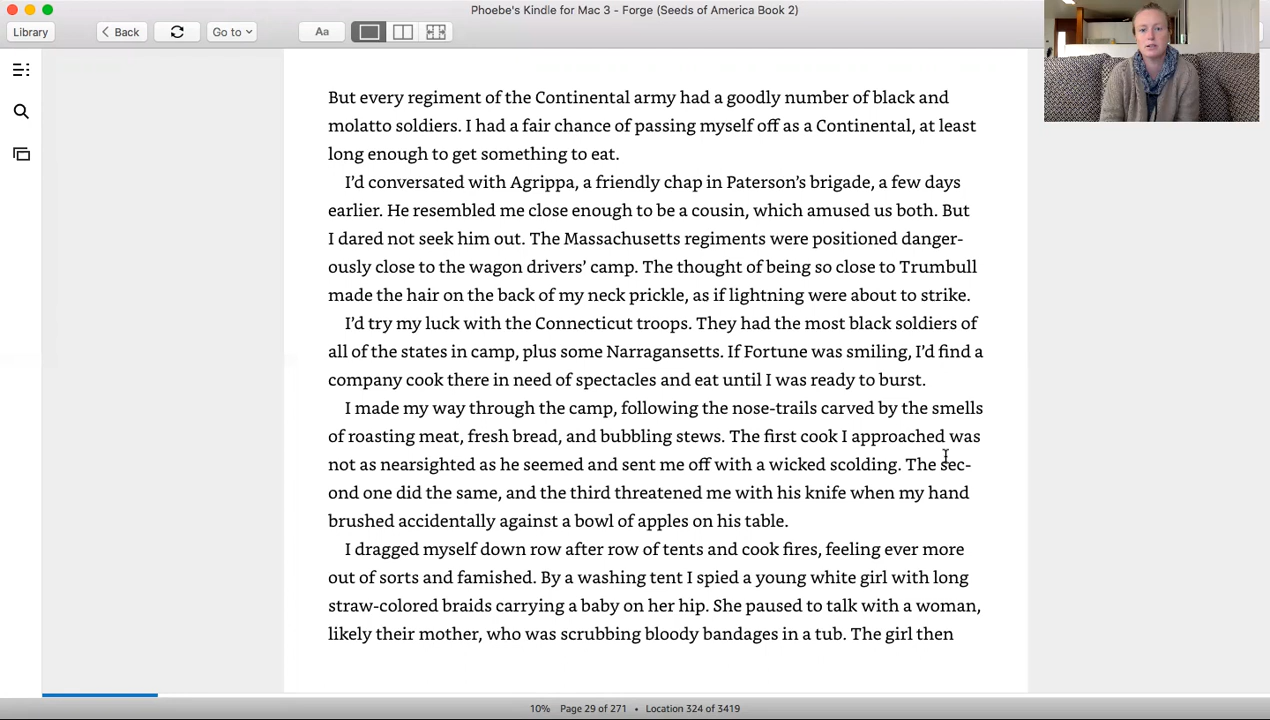 Phoebe's Kindle for Mac 3 - Forge (Seeds of America Book 2)
Library
Back
Go to
Aa
But every regiment of the Continental army had a goodly number of black and
molatto soldiers. I had a fair chance of passing myself off as a Continental, at least
long enough to get something to eat.
I'd conversated with Agrippa, a friendly chap in Paterson's brigade, a few days
earlier. He resembled me close enough to be a cousin, which amused us both. But
I dared not seek him out. The Massachusetts regiments were positioned danger-
ously close to the wagon drivers' camp. The thought of being so close to Trumbull
made the hair on the back of my neck prickle, as if lightning were about to strike.
I'd try my luck with the Connecticut troops. They had the most black soldiers of
all of the states in camp, plus some Narragansetts. If Fortune was smiling, I'd find a
company cook there in need of spectacles and eat until I was ready to burst.
I made my way through the camp, following the nose-trails carved by the smells
of roasting meat, fresh bread, and bubbling stews. The first cook I approached was
not as nearsighted as he seemed and sent me off with a wicked scolding. The sec-
ond one did the same, and the third threatened me with his knife when my hand
brushed accidentally against a bowl of apples on his table.
I dragged myself down row after row of tents and cook fires, feeling ever more
out of sorts and famished. By a washing tent I spied a young white girl with long
straw-colored braids carrying a baby on her hip. She paused to talk with a woman,
likely their mother, who was scrubbing bloody bandages in a tub. The girl then
10% Page 29 of 271 • Location 324 of 3419